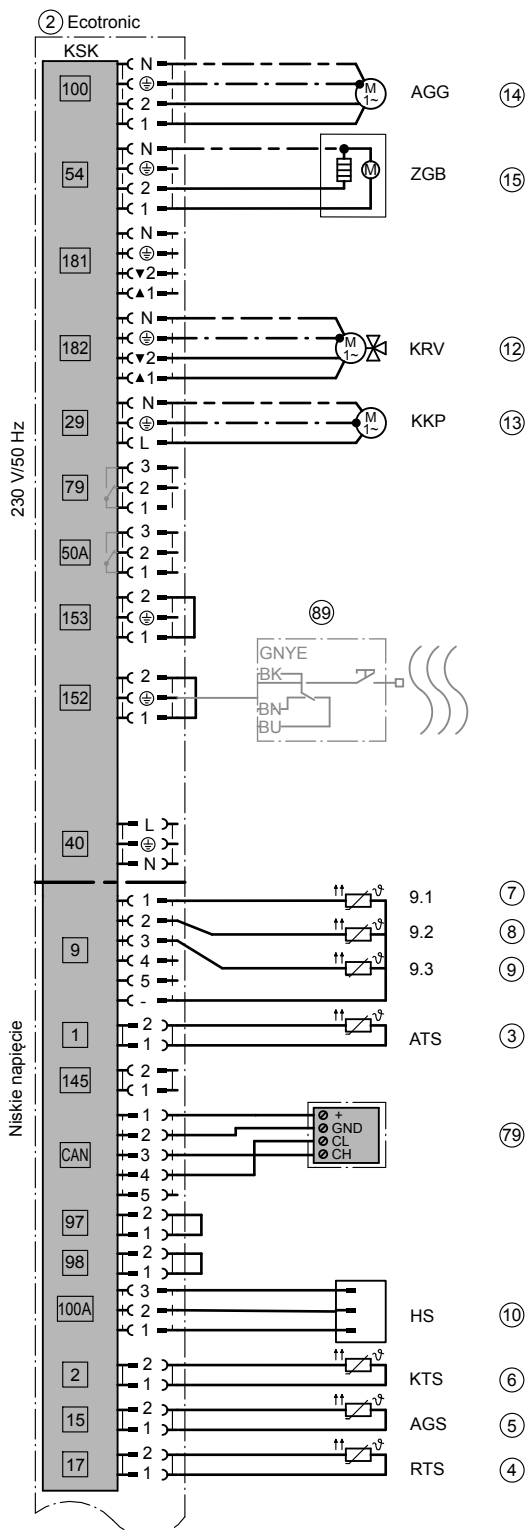 ② Ecotronic
KSK
230 V/50 Hz
100
N
2
1
M
1~
AGG
⑭
54
N
2
1
M
ZGB
⑮
181
N
▼2
▲1
182
N
▼2
▲1
M
1~
KRV
⑫
29
N
L
M
1~
KKP
⑬
79
3
2
1
50A
3
2
1
153
2
1
89
152
2
1
GNYE
BK
BN
BU
40
L
N
Niskie napięcie
9
1
2
3
4
5
-
ϑ
9.1
⑦
ϑ
9.2
⑧
ϑ
9.3
⑨
1
2
1
ϑ
ATS
③
145
2
1
CAN
1
2
3
4
5
+
GND
CL
CH
79
97
2
1
98
2
1
100A
3
2
1
HS
⑩
2
2
1
ϑ
KTS
⑥
15
2
1
ϑ
AGS
⑤
17
2
1
ϑ
RTS
④